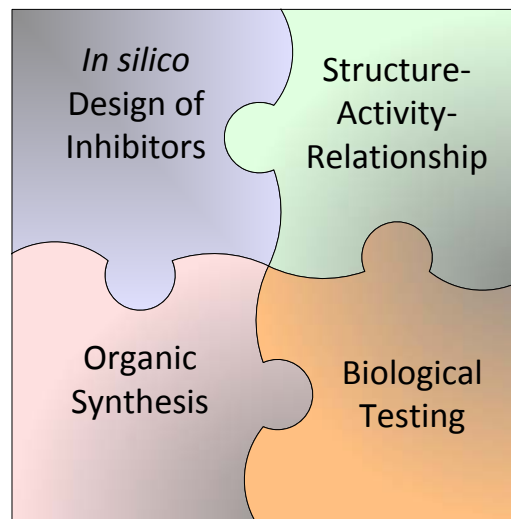 In silico
Design of
Inhibitors
Structure-
Activity-
Relationship
Organic
Synthesis
Biological
Testing